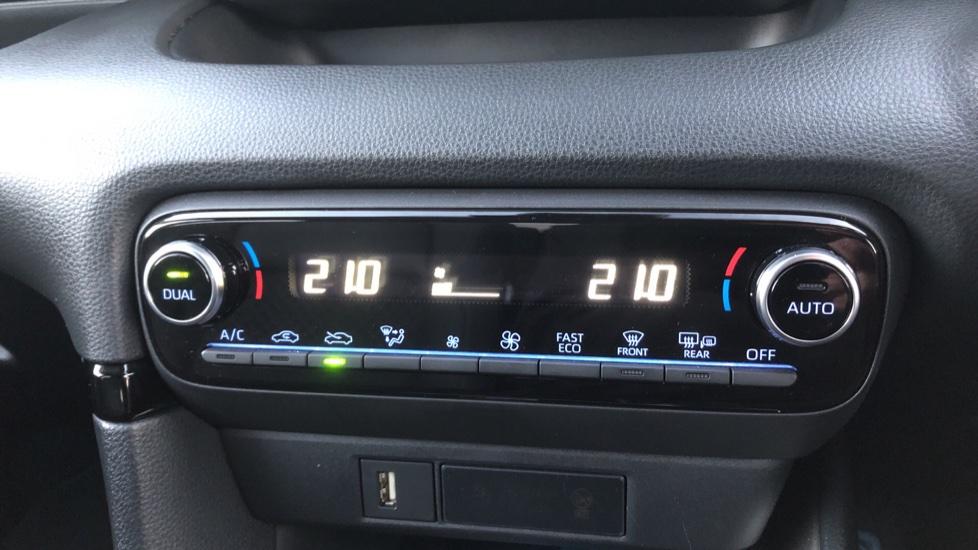 21.0 21.0
DUAL AUTO
A/C FAST ECO FRONT REAR OFF